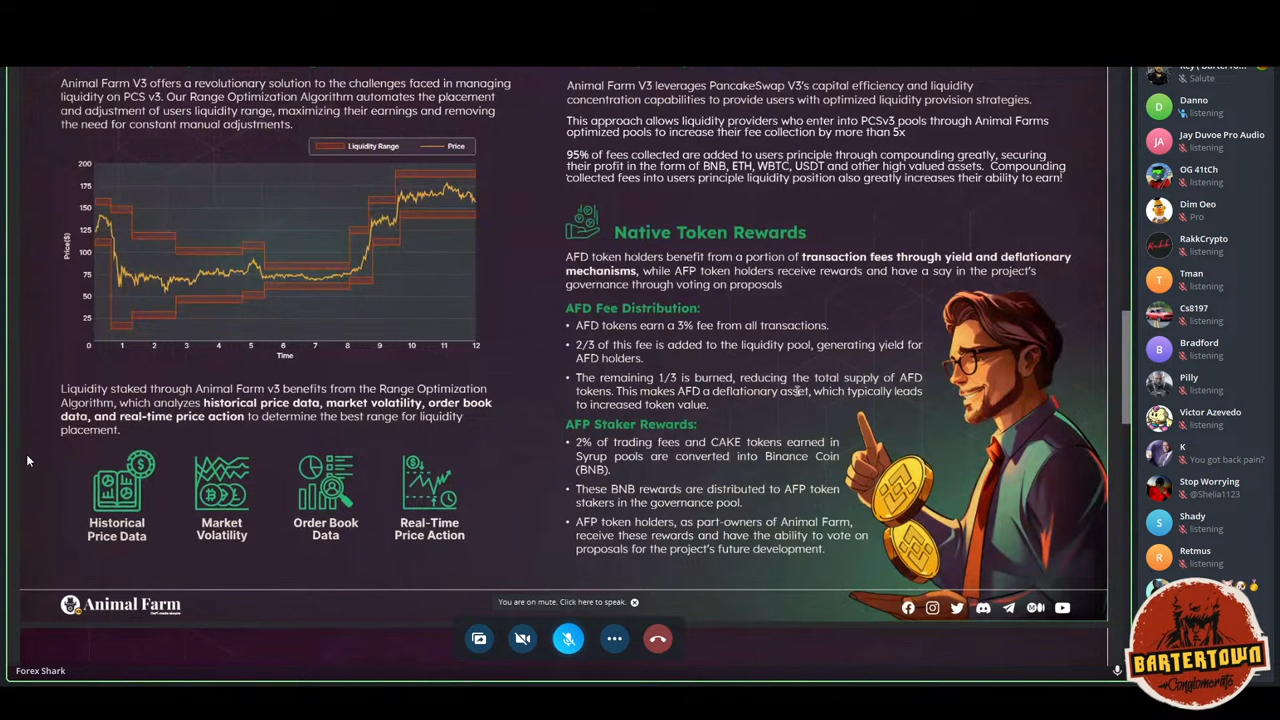 Animal Farm V3 offers a revolutionary solution to the challenges faced in managing
liquidity on PCS v3. Our Range Optimization Algorithm automates the placement
and adjustment of users liquidity range, maximizing their earnings and removing
the need for constant manual adjustments.
Liquidity Range
Price
200
175
150
125
100
75
50
25
0
Price($)
1
2
3
4
5
6
7
8
9
10
11
12
Time
Liquidity staked through Animal Farm v3 benefits from the Range Optimization
Algorithm, which analyzes historical price data, market volatility, order book
data, and real-time price action to determine the best range for liquidity
placement.
Historical
Price Data
Market
Volatility
Order Book
Data
Real-Time
Price Action
Animal Farm
Animal Farm V3 leverages PancakeSwap V3's capital efficiency and liquidity
concentration capabilities to provide users with optimized liquidity provision strategies.
This approach allows liquidity providers who enter into PCSv3 pools through Animal Farms
optimized pools to increase their fee collection by more than 5x
95% of fees collected are added to users principle through compounding greatly, securing
their profit in the form of BNB, ETH, WBTC, USDT and other high valued assets. Compounding
collected fees into users principle liquidity position also greatly increases their ability to earn!
Native Token Rewards
AFD token holders benefit from a portion of transaction fees through yield and deflationary
mechanisms, while AFP token holders receive rewards and have a say in the project's
governance through voting on proposals
AFD Fee Distribution:
• AFD tokens earn a 3% fee from all transactions.
• 2/3 of this fee is added to the liquidity pool, generating yield for
AFD holders.
• The remaining 1/3 is burned, reducing the total supply of AFD
tokens. This makes AFD a deflationary asset, which typically leads
to increased token value.
AFP Staker Rewards:
• 2% of trading fees and CAKE tokens earned in
Syrup pools are converted into Binance Coin
(BNB).
• These BNB rewards are distributed to AFP token
stakers in the governance pool.
• AFP token holders, as part-owners of Animal Farm,
receive these rewards and have the ability to vote on
proposals for the project's future development.
You are on mute. Click here to speak.
Forex Shark
Salute
D
Danno
listening
JA
Jay Duvoe Pro Audio
listening
OG 41tCh
listening
Dim Oeo
Pro
RakkCrypto
listening
T
Tman
listening
Cs8197
listening
B
Bradford
listening
Pilly
listening
Victor Azevedo
listening
K
You got back pain?
Stop Worrying
@Shelia1123
S
Shady
listening
R
Retmus
listening
BARTERTOWN
Conglomerate